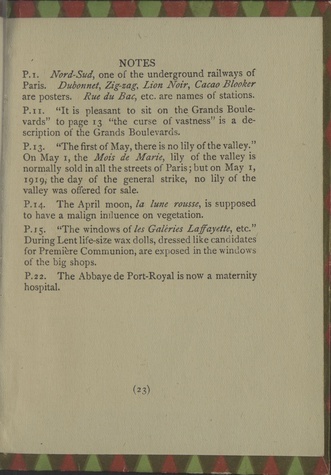 NOTES
P.1. Nord-Sud, one of the underground railways of
Paris. Dubonnet, Zig-zag, Lion Noir, Cacao Blooker
are posters. Rue du Bac, etc. are names of stations.
P.11. "It is pleasant to sit on the Grands Boule-
vards" to page 13 "the curse of vastness" is a de-
scription of the Grands Boulevards.
P.13. "The first of May, there is no lily of the valley."
On May 1, the Mois de Marie, lily of the valley is
normally sold in all the streets of Paris; but on May 1,
1919, the day of the general strike, no lily of the
valley was offered for sale.
P.14. The April moon, la lune rousse, is supposed
to have a malign influence on vegetation.
P.15. "The windows of les Galéries Laffayette, etc."
During Lent life-size wax dolls, dressed like candidates
for Première Communion, are exposed in the windows
of the big shops.
P.22. The Abbaye de Port-Royal is now a maternity
hospital.
(23)